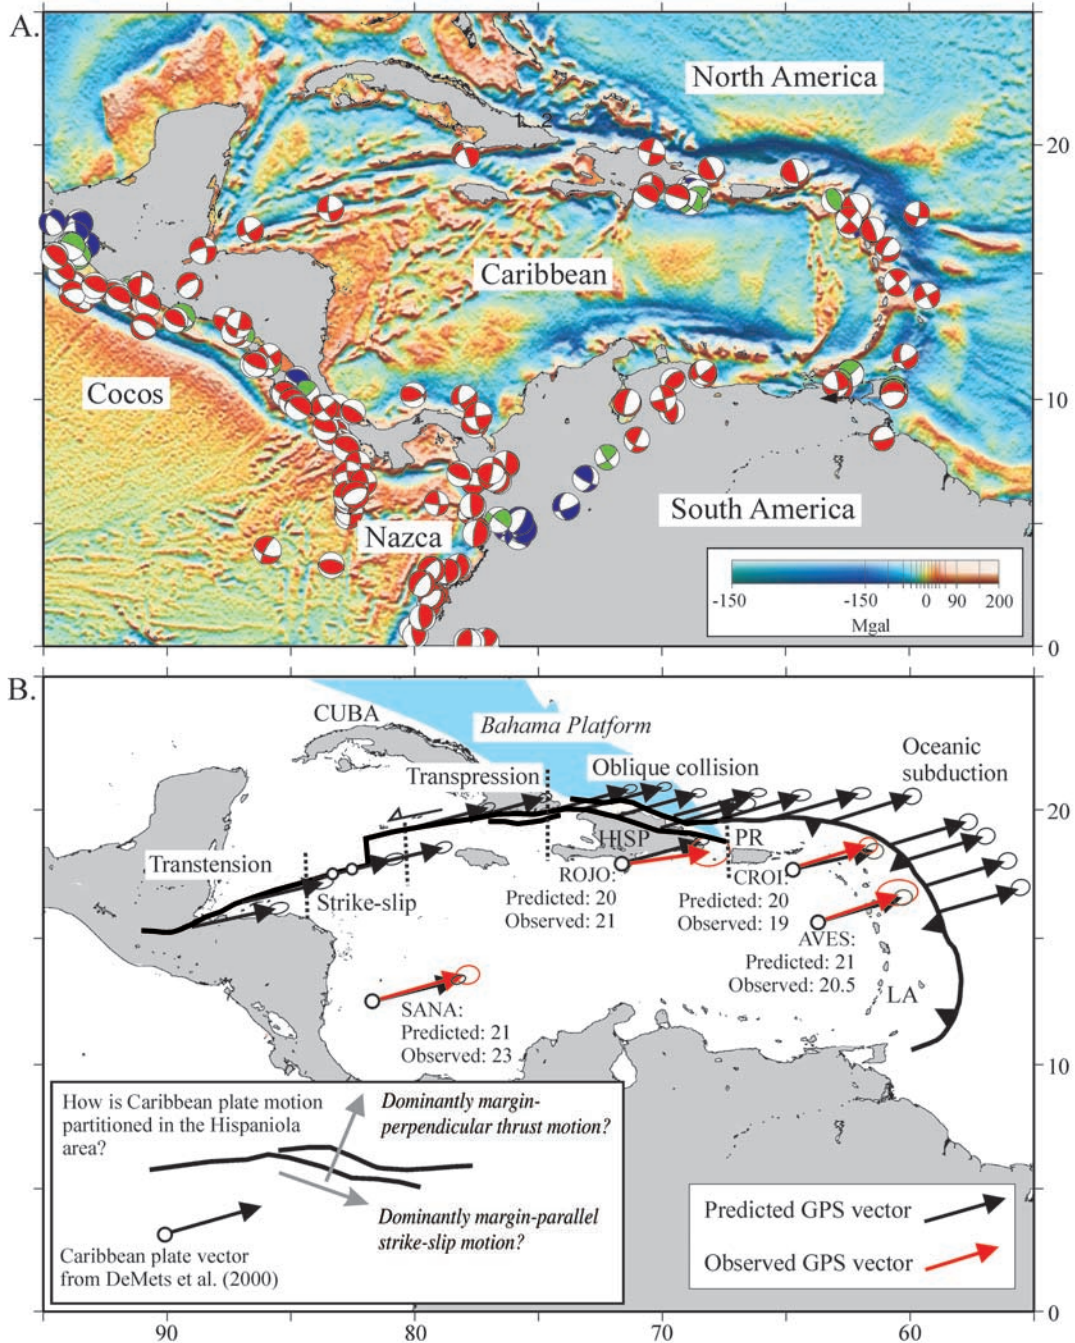 A.
North America
1 2
20
Caribbean
Cocos
10
South America
Nazca
-150
-150
0
90
200
Mgal
0
B.
CUBA
Bahama Platform
Oceanic
subduction
Transpression
Oblique collision
20
HISP
PR
Transtension
ROJO:
CROI:
Strike-slip
Predicted: 20
Observed: 21
Predicted: 20
Observed: 19
AVES:
Predicted: 21
Observed: 20.5
LA
SANA:
Predicted: 21
Observed: 23
10
How is Caribbean plate motion
partitioned in the Hispaniola
area?
Dominantly margin-
perpendicular thrust motion?
Dominantly margin-parallel
strike-slip motion?
Caribbean plate vector
from DeMets et al. (2000)
Predicted GPS vector
Observed GPS vector
0
90
80
70
60